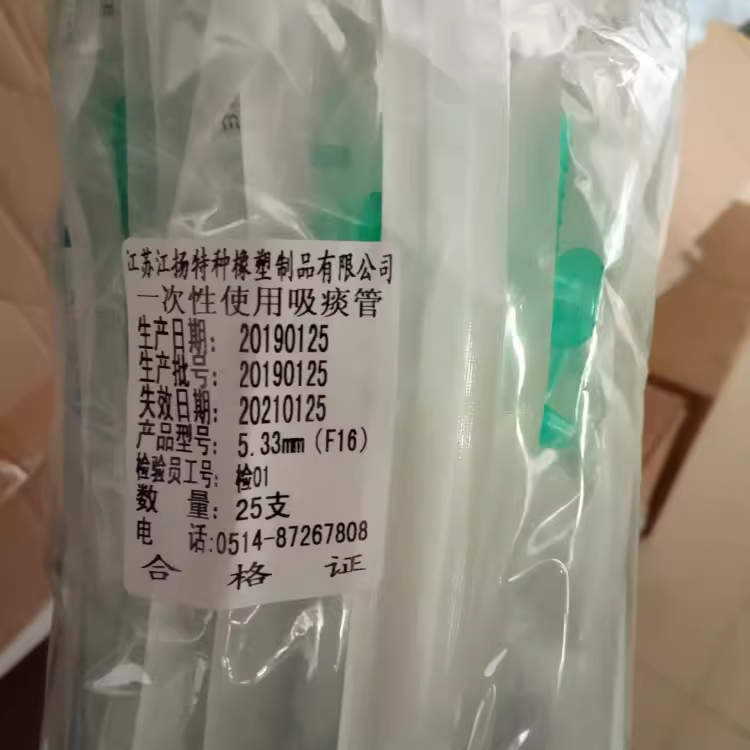 江苏江扬特种橡塑制品有限公司
一次性使用吸痰管
生产日期: 20190125
生产批号: 20190125
失效日期: 20210125
产品型号: 5.33mm (F16)
检验员工号: 检01
数 量: 25支
电 话:0514-87267808
合 格 证